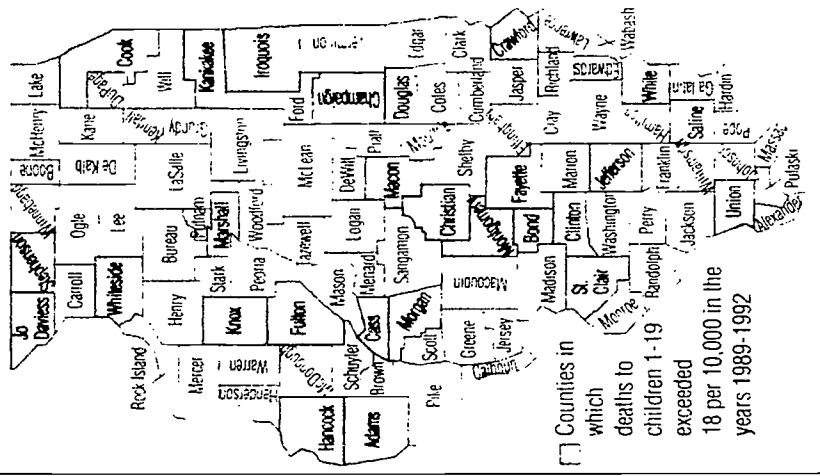 Jo
Daviess
Stephenson
Winnebago
Boone
McHenry
Lake
Carroll
Ogle
De Kalb
Kane
DuPage
Cook
Whiteside
Lee
Kendall
Will
Rock Island
Henry
Bureau
LaSalle
Grundy
Kankakee
Mercer
Putnam
Stark
Marshall
Livingston
Iroquois
Henderson
Warren
Knox
Peoria
Woodford
Ford
Hancock
McDonough
Fulton
Tazewell
McLean
Champaign
Adams
Schuyler
Mason
Logan
DeWitt
Piatt
Brown
Cass
Menard
Macon
Douglas
Edgar
Pike
Scott
Morgan
Sangamon
Christian
Shelby
Coles
Clark
Greene
Macoupin
Montgomery
Cumberland
Jersey
Fayette
Jasper
Crawford
Madison
Bond
Clay
Richland
Lawrence
Clinton
Marion
Wayne
Edwards
Wabash
Monroe
St.
Clair
Washington
Jefferson
White
Randolph
Perry
Franklin
Hamilton
Jackson
Saline
Gallatin
Union
Johnson
Pope
Hardin
Alexander
Pulaski
Counties in
which
deaths to
children 1-19
exceeded
18 per 10,000 in the
years 1989-1992